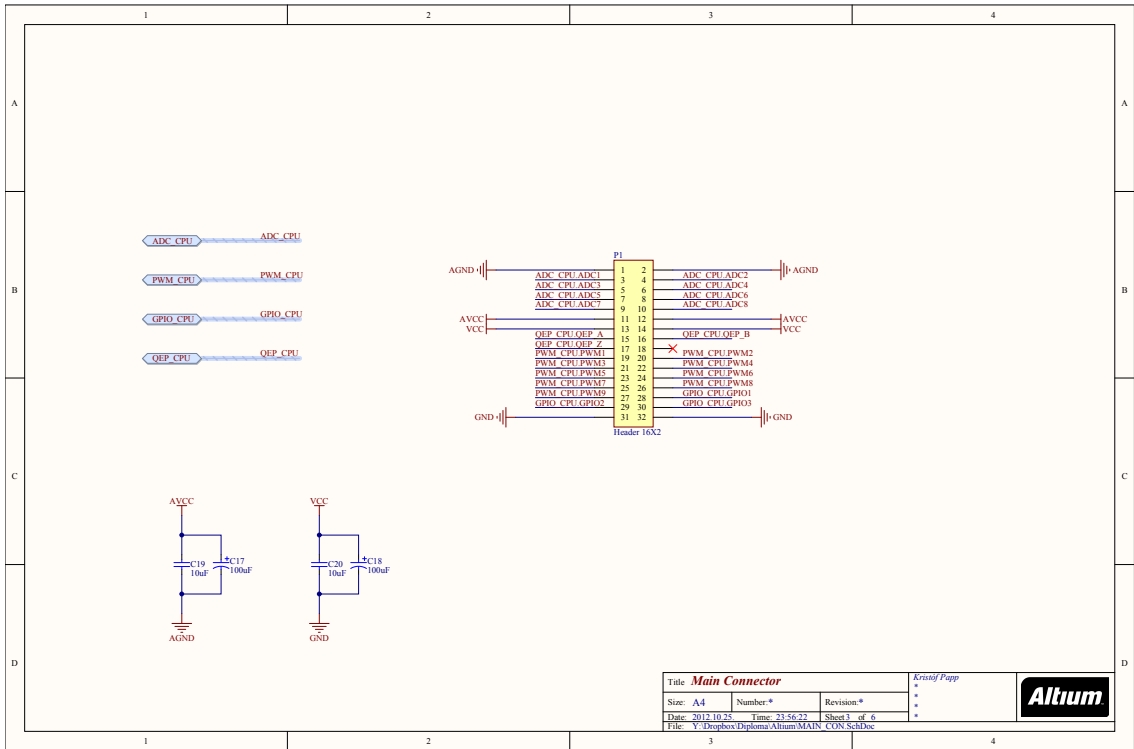 1 2 3 4
A A
ADC_CPU ADC_CPU
PWM_CPU PWM_CPU
GPIO_CPU GPIO_CPU
QEP_CPU QEP_CPU
B B
P1
AGND 1 2 AGND
ADC_CPU.ADC1 3 4 ADC_CPU.ADC2
ADC_CPU.ADC3 5 6 ADC_CPU.ADC4
ADC_CPU.ADC5 7 8 ADC_CPU.ADC6
ADC_CPU.ADC7 9 10 ADC_CPU.ADC8
AVCC 11 12 AVCC
VCC 13 14 VCC
QEP_CPU.QEP_A 15 16 QEP_CPU.QEP_B
QEP_CPU.QEP_Z 17 18
PWM_CPU.PWM1 19 20 PWM_CPU.PWM2
PWM_CPU.PWM3 21 22 PWM_CPU.PWM4
PWM_CPU.PWM5 23 24 PWM_CPU.PWM6
PWM_CPU.PWM7 25 26 PWM_CPU.PWM8
PWM_CPU.PWM9 27 28 GPIO_CPU.GPIO1
GPIO_CPU.GPIO2 29 30 GPIO_CPU.GPIO3
GND 31 32 GND
Header 16X2
C C
AVCC VCC
C19 C17 C20 C18
10uF 100uF 10uF 100uF
AGND GND
D D
Title Main Connector
Kristóf Papp
*
*
*
*
Size: A4 Number:* Revision:*
Date: 2012.10.25. Time: 23:56:22 Sheet3 of 6
File: Y:\Dropbox\Diploma\Altium\MAIN_CON.SchDoc
Altium
1 2 3 4